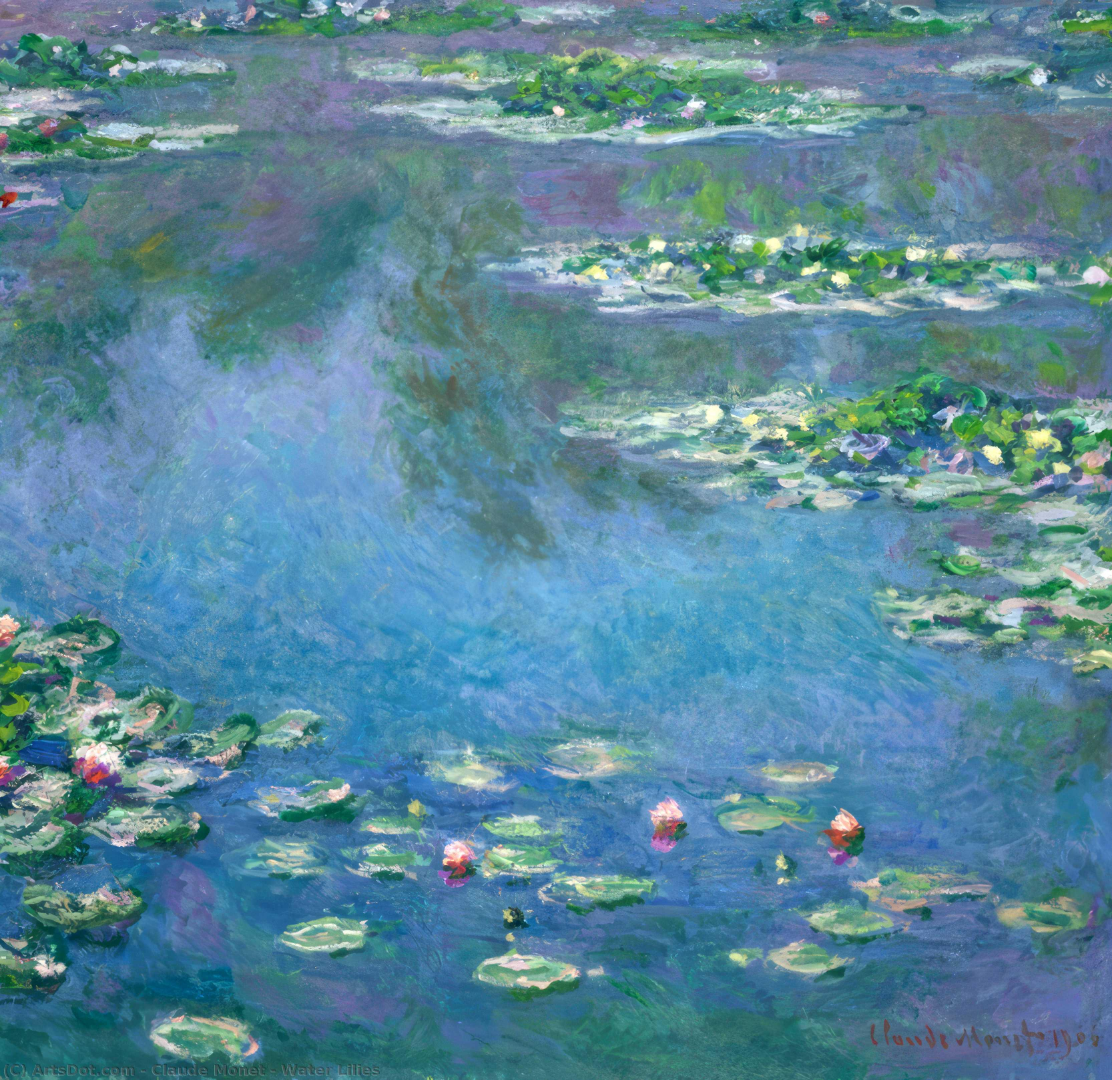 Claude Monet 1906
(C) ArtsDot.com - Claude Monet - Water Lilies